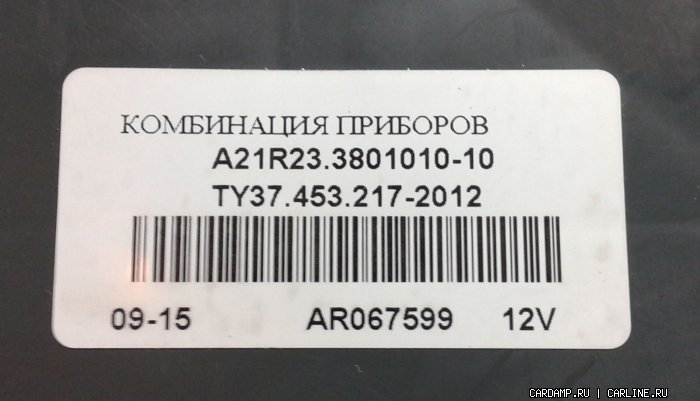 КОМБИНАЦИЯ ПРИБОРОВ
A21R23.3801010-10
ТУ37.453.217-2012
09-15 AR067599 12V
CARDAMP.RU | CARLINE.RU